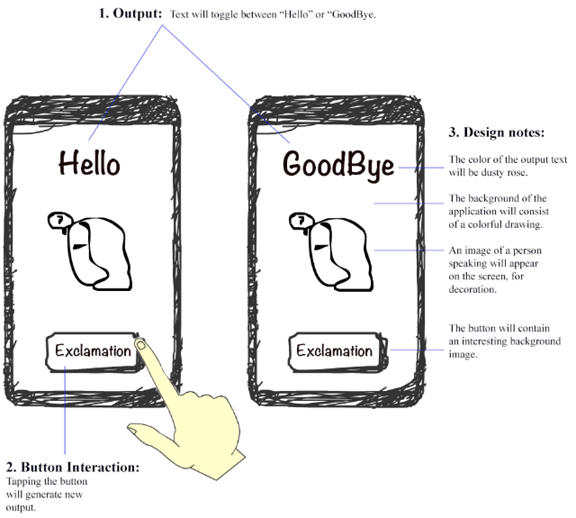 1. Output: Text will toggle between “Hello” or “GoodBye.
Hello
GoodBye
?
?
Exclamation
Exclamation
2. Button Interaction:
Tapping the button
will generate new
output.
3. Design notes:
The color of the output text
will be dusty rose.
The background of the
application will consist
of a colorful drawing.
An image of a person
speaking will appear
on the screen, for
decoration.
The button will contain
an interesting background
image.